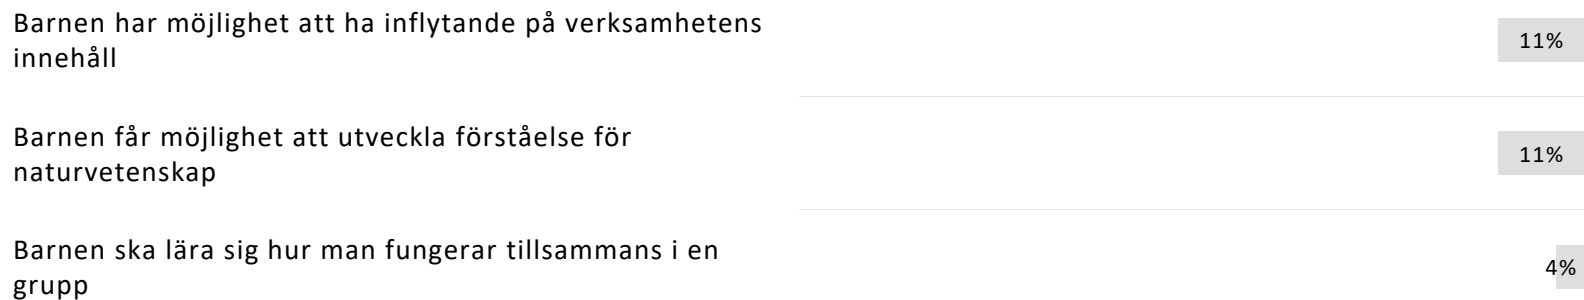 Barnen har möjlighet att ha inflytande på verksamhetens
innehåll
11%
Barnen får möjlighet att utveckla förståelse för
naturvetenskap
11%
Barnen ska lära sig hur man fungerar tillsammans i en
grupp
4%